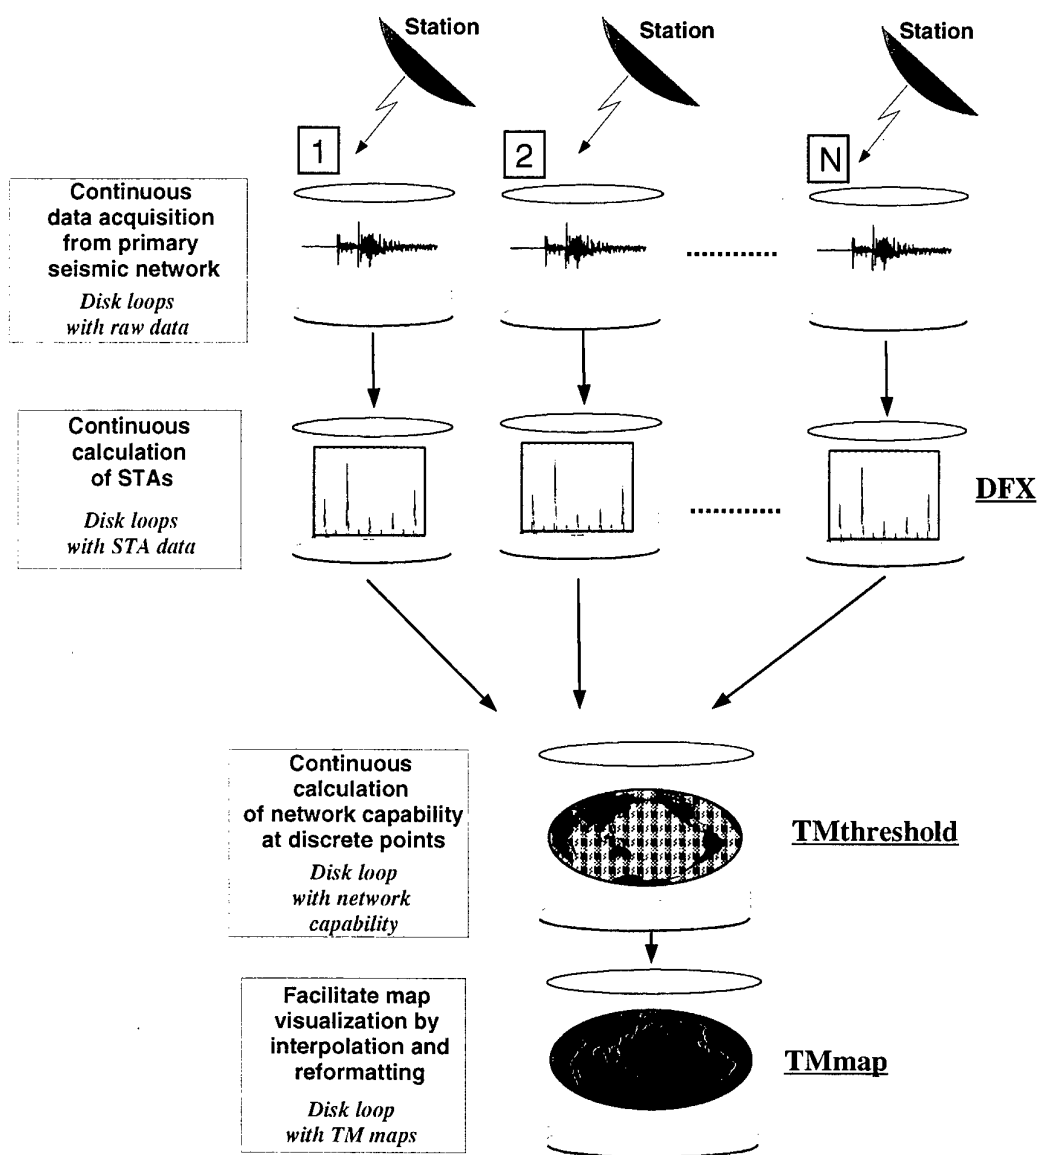 Station
Station
Station
1
2
N
Continuous
data acquisition
from primary
seismic network
Disk loops
with raw data
Continuous
calculation
of STAs
Disk loops
with STA data
DFX
Continuous
calculation
of network capability
at discrete points
Disk loop
with network
capability
TMthreshold
Facilitate map
visualization by
interpolation and
reformatting
Disk loop
with TM maps
TMmap